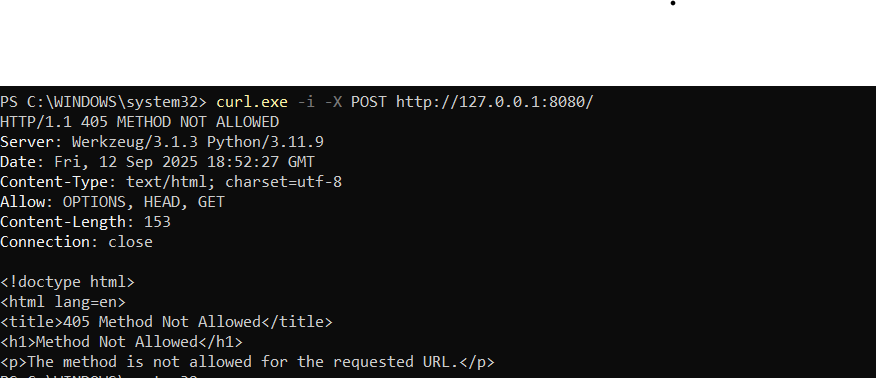 PS C:\WINDOWS\system32> curl.exe -i -X POST http://127.0.0.1:8080/
HTTP/1.1 405 METHOD NOT ALLOWED
Server: Werkzeug/3.1.3 Python/3.11.9
Date: Fri, 12 Sep 2025 18:52:27 GMT
Content-Type: text/html; charset=utf-8
Allow: OPTIONS, HEAD, GET
Content-Length: 153
Connection: close

<!doctype html>
<html lang=en>
<title>405 Method Not Allowed</title>
<h1>Method Not Allowed</h1>
<p>The method is not allowed for the requested URL.</p>